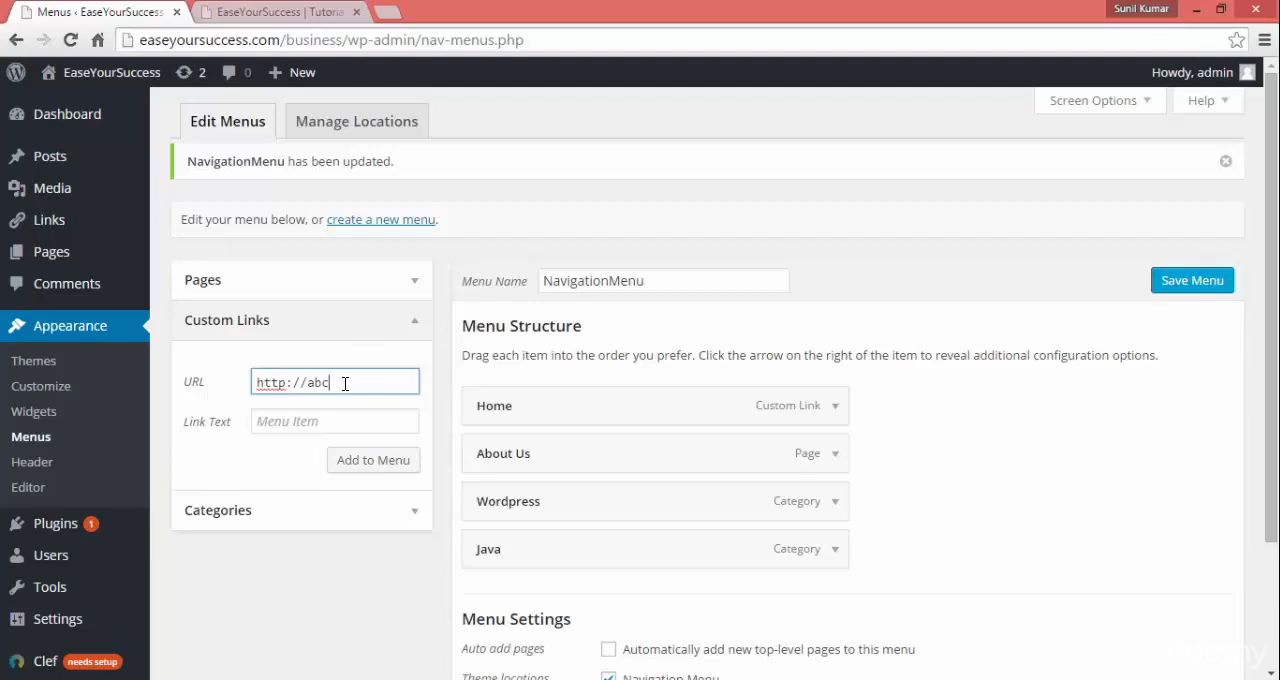 Menus ‹ EaseYourSuccess
EaseYourSuccess | Tutoria
Sunil Kumar
easeyoursuccess.com/business/wp-admin/nav-menus.php
EaseYourSuccess 2 0 New
Howdy, admin
Dashboard
Posts
Media
Links
Pages
Comments
Appearance
Themes
Customize
Widgets
Menus
Header
Editor
Plugins 1
Users
Tools
Settings
Clef needs setup
Screen Options
Help
Edit Menus
Manage Locations
NavigationMenu has been updated.
Edit your menu below, or create a new menu.
Pages
Custom Links
URL http://abc
Link Text Menu Item
Add to Menu
Categories
Menu Name NavigationMenu
Save Menu
Menu Structure
Drag each item into the order you prefer. Click the arrow on the right of the item to reveal additional configuration options.
Home Custom Link
About Us Page
Wordpress Category
Java Category
Menu Settings
Auto add pages Automatically add new top-level pages to this menu
Theme locations Navigation Menu